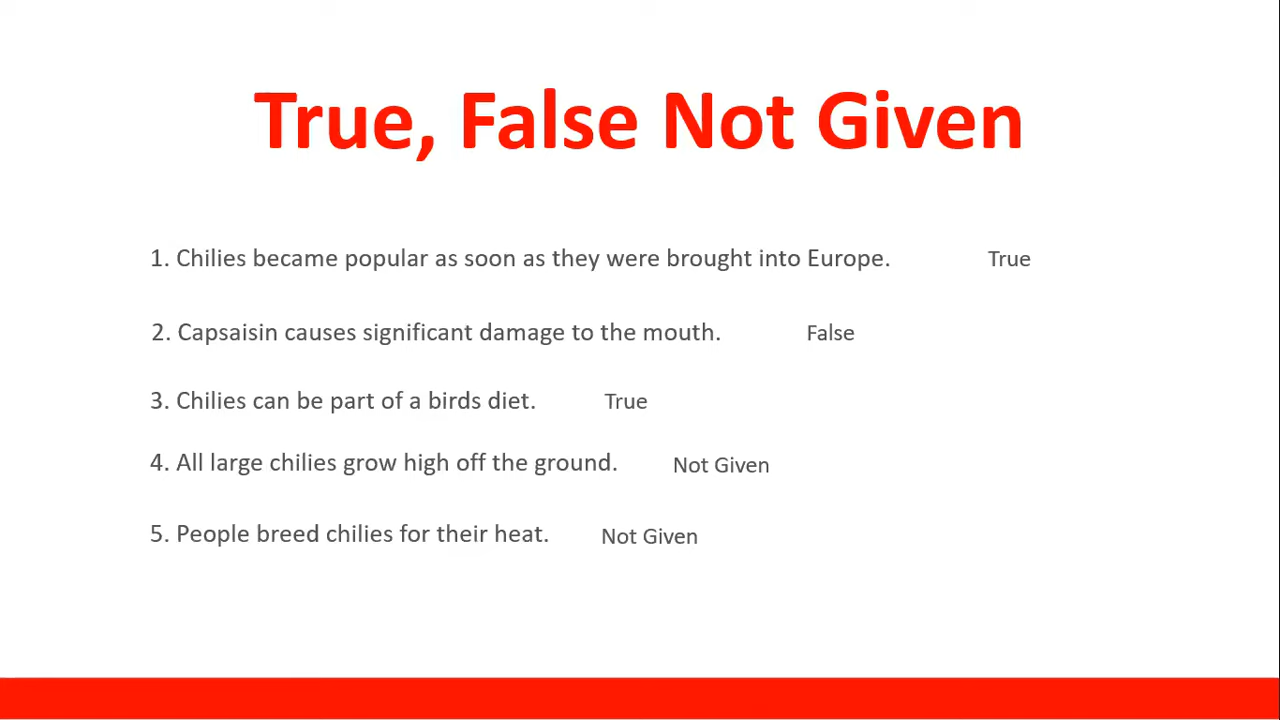 True, False Not Given
1. Chilies became popular as soon as they were brought into Europe. True
2. Capsaisin causes significant damage to the mouth. False
3. Chilies can be part of a birds diet. True
4. All large chilies grow high off the ground. Not Given
5. People breed chilies for their heat. Not Given